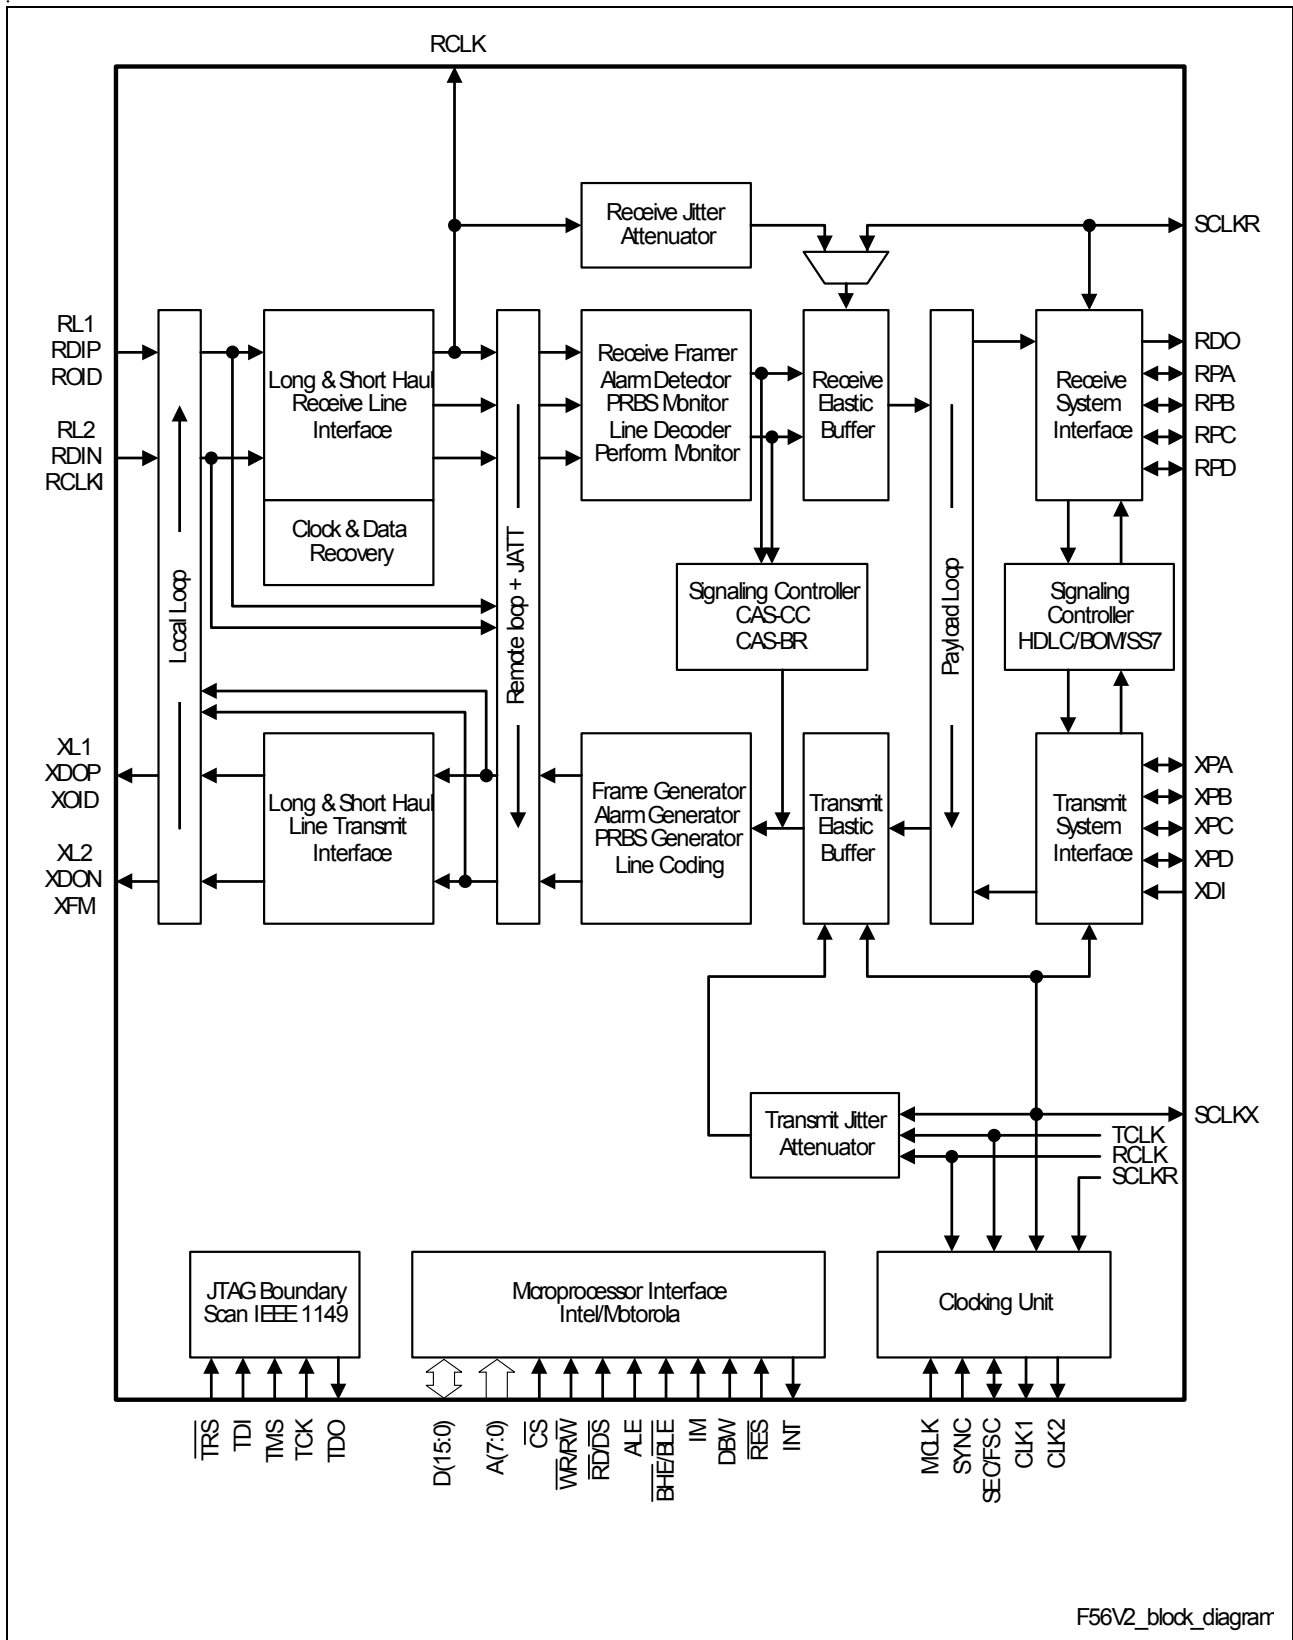 RCLK
Receive Jitter
Attenuator
SCLKR
RL1
RDIP
ROID
RL2
RDIN
RCLKI
Local Loop
Long & Short Haul
Receive Line
Interface
Clock & Data
Recovery
Remote loop + JATT
Receive Framer
Alarm Detector
PRBS Monitor
Line Decoder
Perform. Monitor
Receive
Elastic
Buffer
Payload Loop
Receive
System
Interface
RDO
RPA
RPB
RPC
RPD
Signaling Controller
CAS-CC
CAS-BR
Signaling
Controller
HDLC/BOM/SS7
XL1
XDOP
XOID
XL2
XDON
XFM
Long & Short Haul
Line Transmit
Interface
Frame Generator
Alarm Generator
PRBS Generator
Line Coding
Transmit
Elastic
Buffer
Transmit
System
Interface
XPA
XPB
XPC
XPD
XDI
Transmit Jitter
Attenuator
SCLKX
TCLK
RCLK
SCLKR
JTAG Boundary
Scan IEEE 1149
Microprocessor Interface
Intel/Motorola
Clocking Unit
TRS
TDI
TMS
TCK
TDO
D(15:0)
A(7:0)
CS
WR/RW
RD/DS
ALE
BHE/BLE
IM
DBW
RES
INT
MCLK
SYNC
SEC/FSC
CLK1
CLK2
F56V2_block_diagram